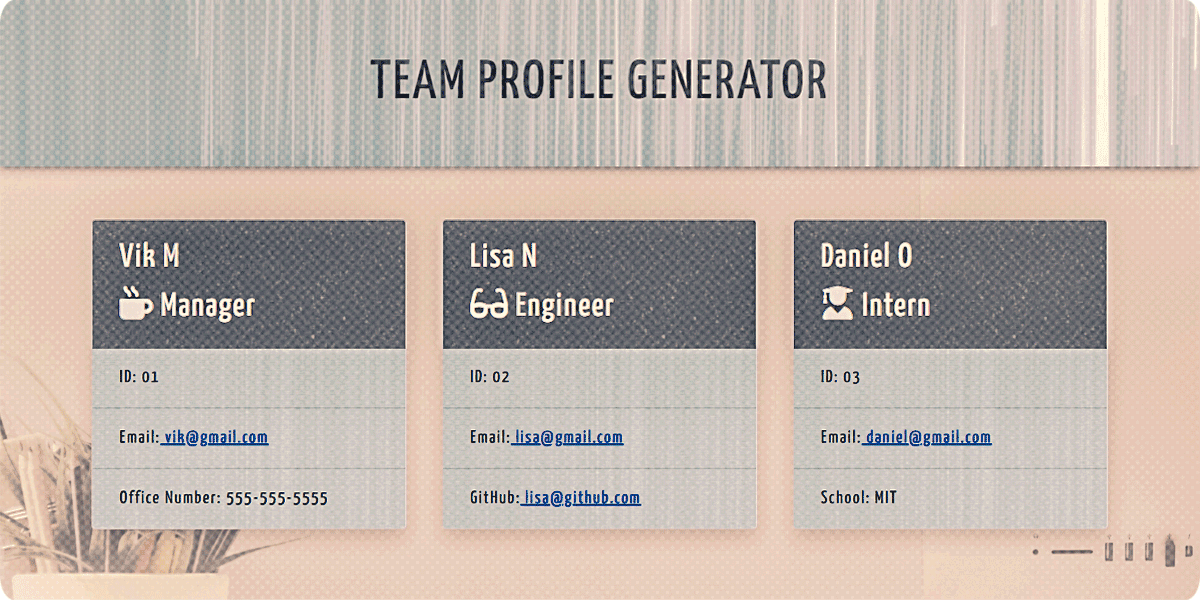 TEAM PROFILE GENERATOR
Vik M
Manager
ID: 01
Email: vik@gmail.com
Office Number: 555-555-5555
Lisa N
Engineer
ID: 02
Email: lisa@gmail.com
GitHub: lisa@github.com
Daniel O
Intern
ID: 03
Email: daniel@gmail.com
School: MIT